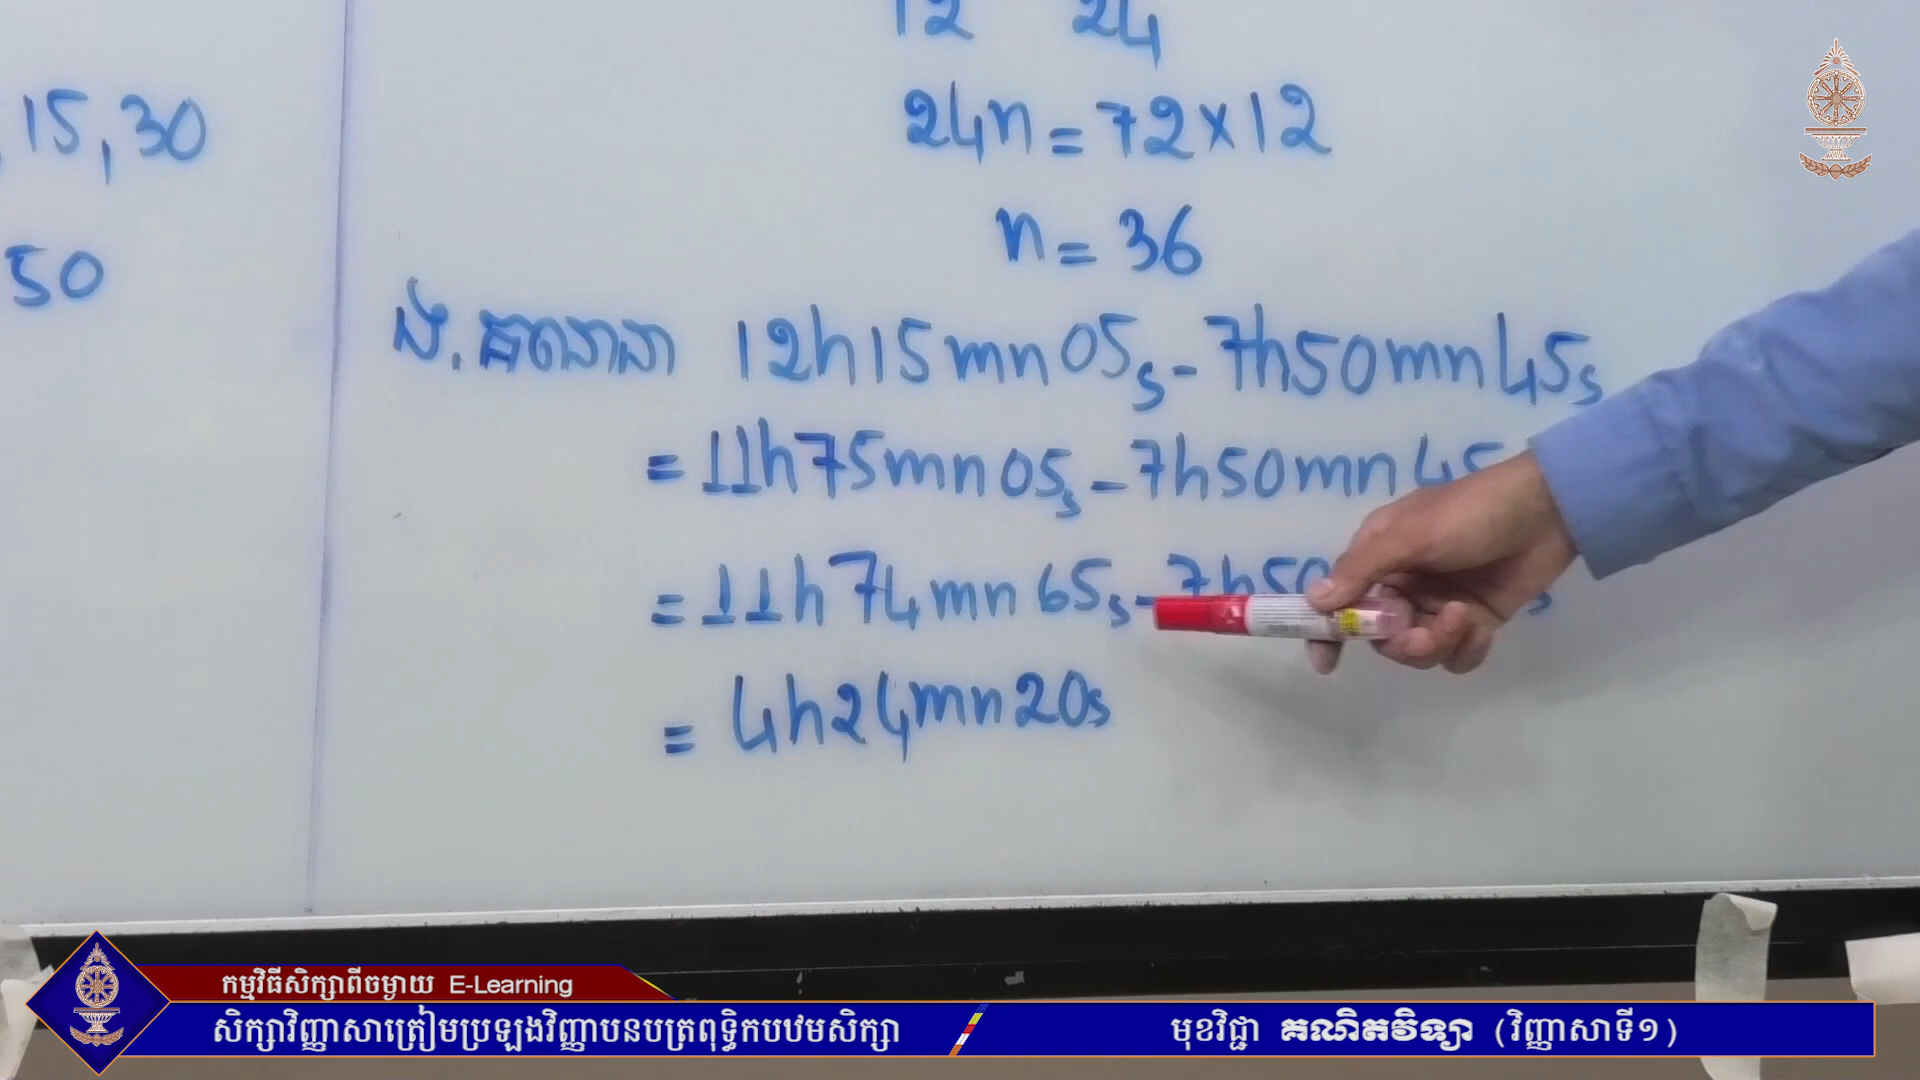 12 24
, 15, 30
24n = 72 × 12
50
n = 36
ង. គណនា 12h15mn05s - 7h50mn45s
= 11h75mn05s - 7h50mn45
= 11h74mn65s - 7h50 s
= 4h24mn20s
កម្មវិធីសិក្សាពីចម្ងាយ E-Learning
សិក្សាវិញ្ញាសាត្រៀមប្រឡងវិញ្ញាបនបត្រពុទ្ធិកបឋមសិក្សា
មុខវិជ្ជា គណិតវិទ្យា (វិញ្ញាសាទី១)